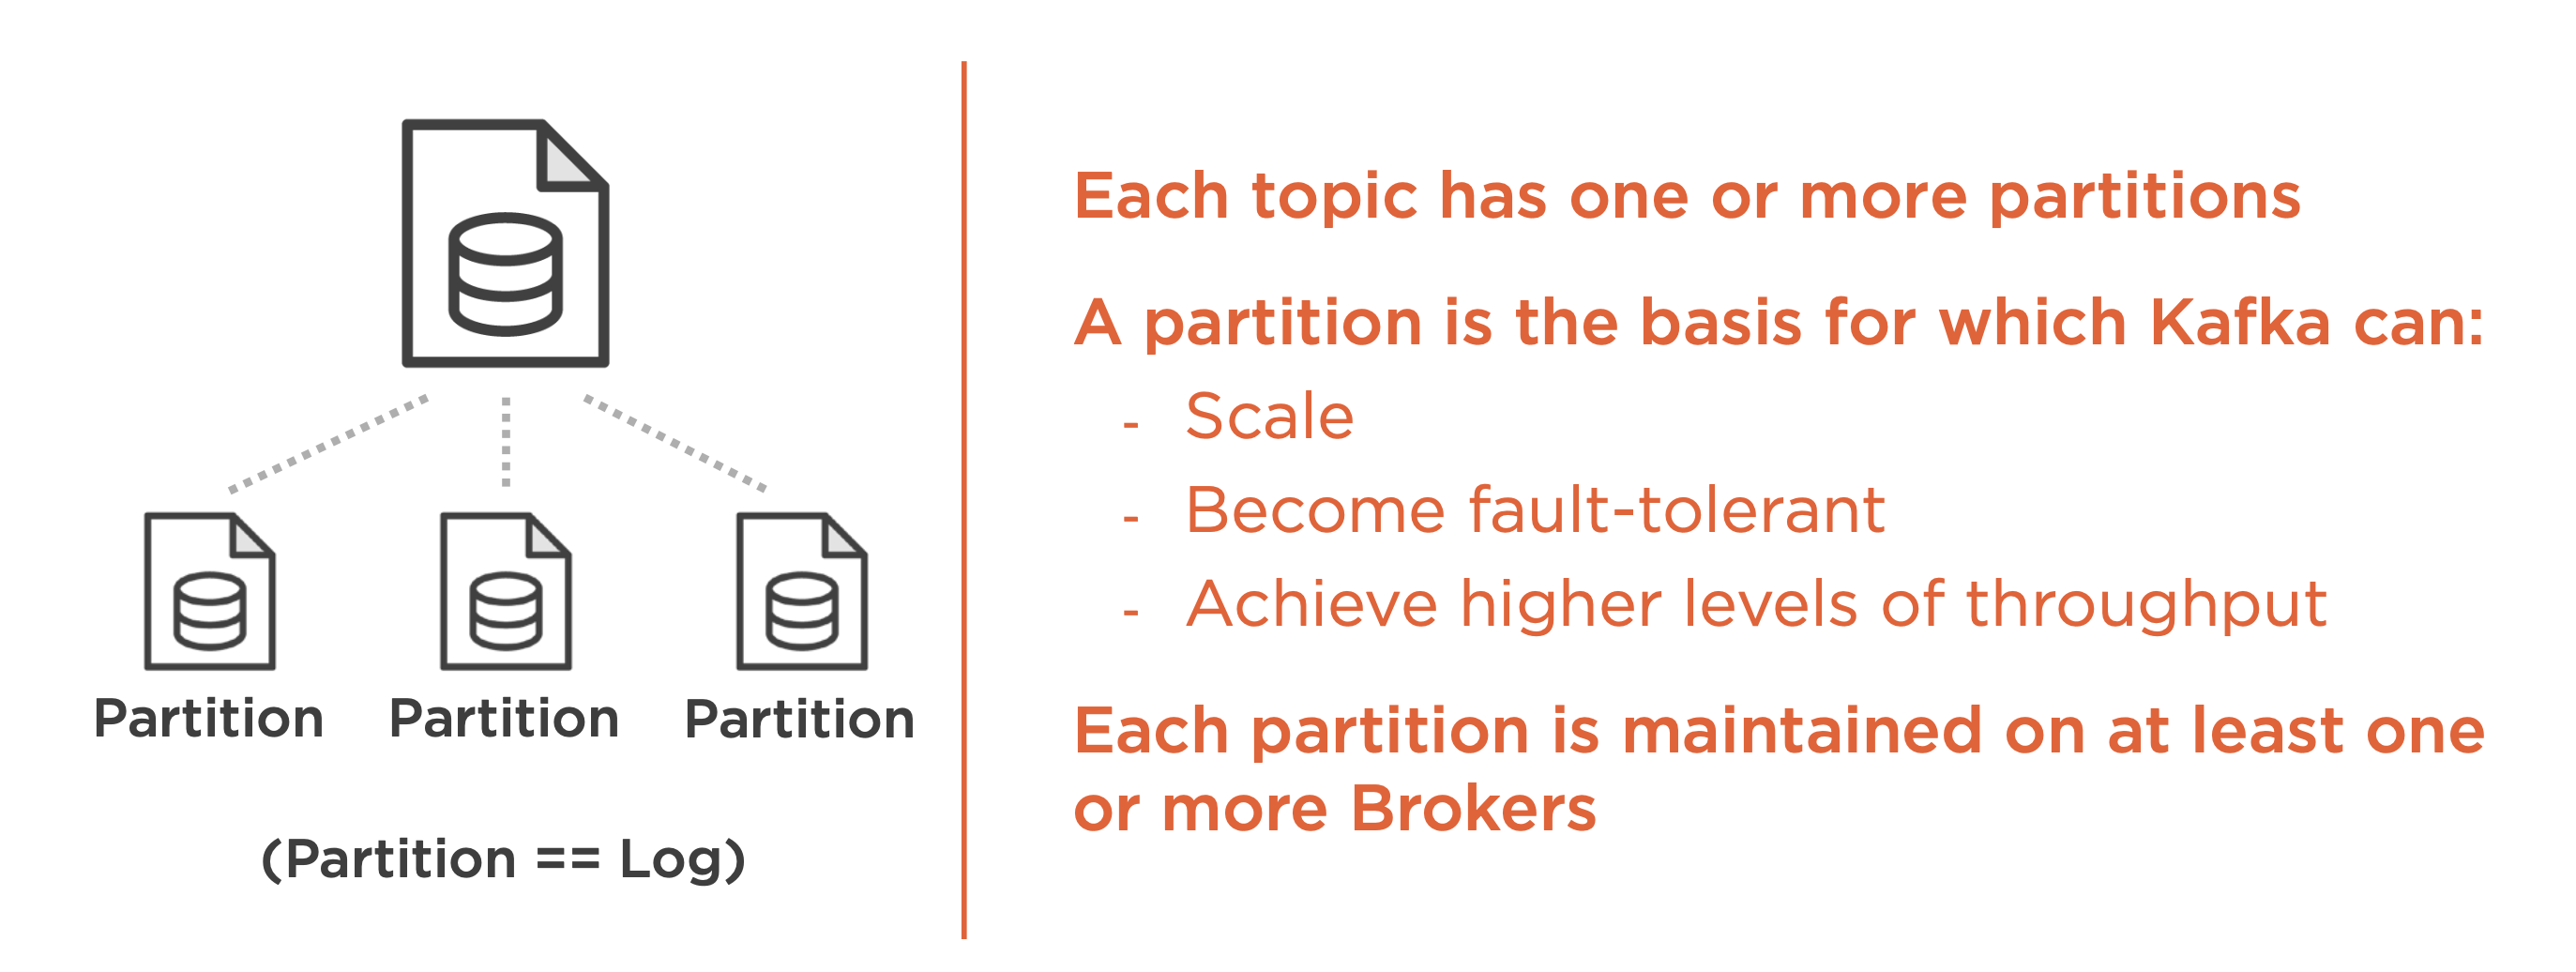 Partition
Partition
Partition
(Partition == Log)
Each topic has one or more partitions
A partition is the basis for which Kafka can:
- Scale
- Become fault-tolerant
- Achieve higher levels of throughput
Each partition is maintained on at least one
or more Brokers